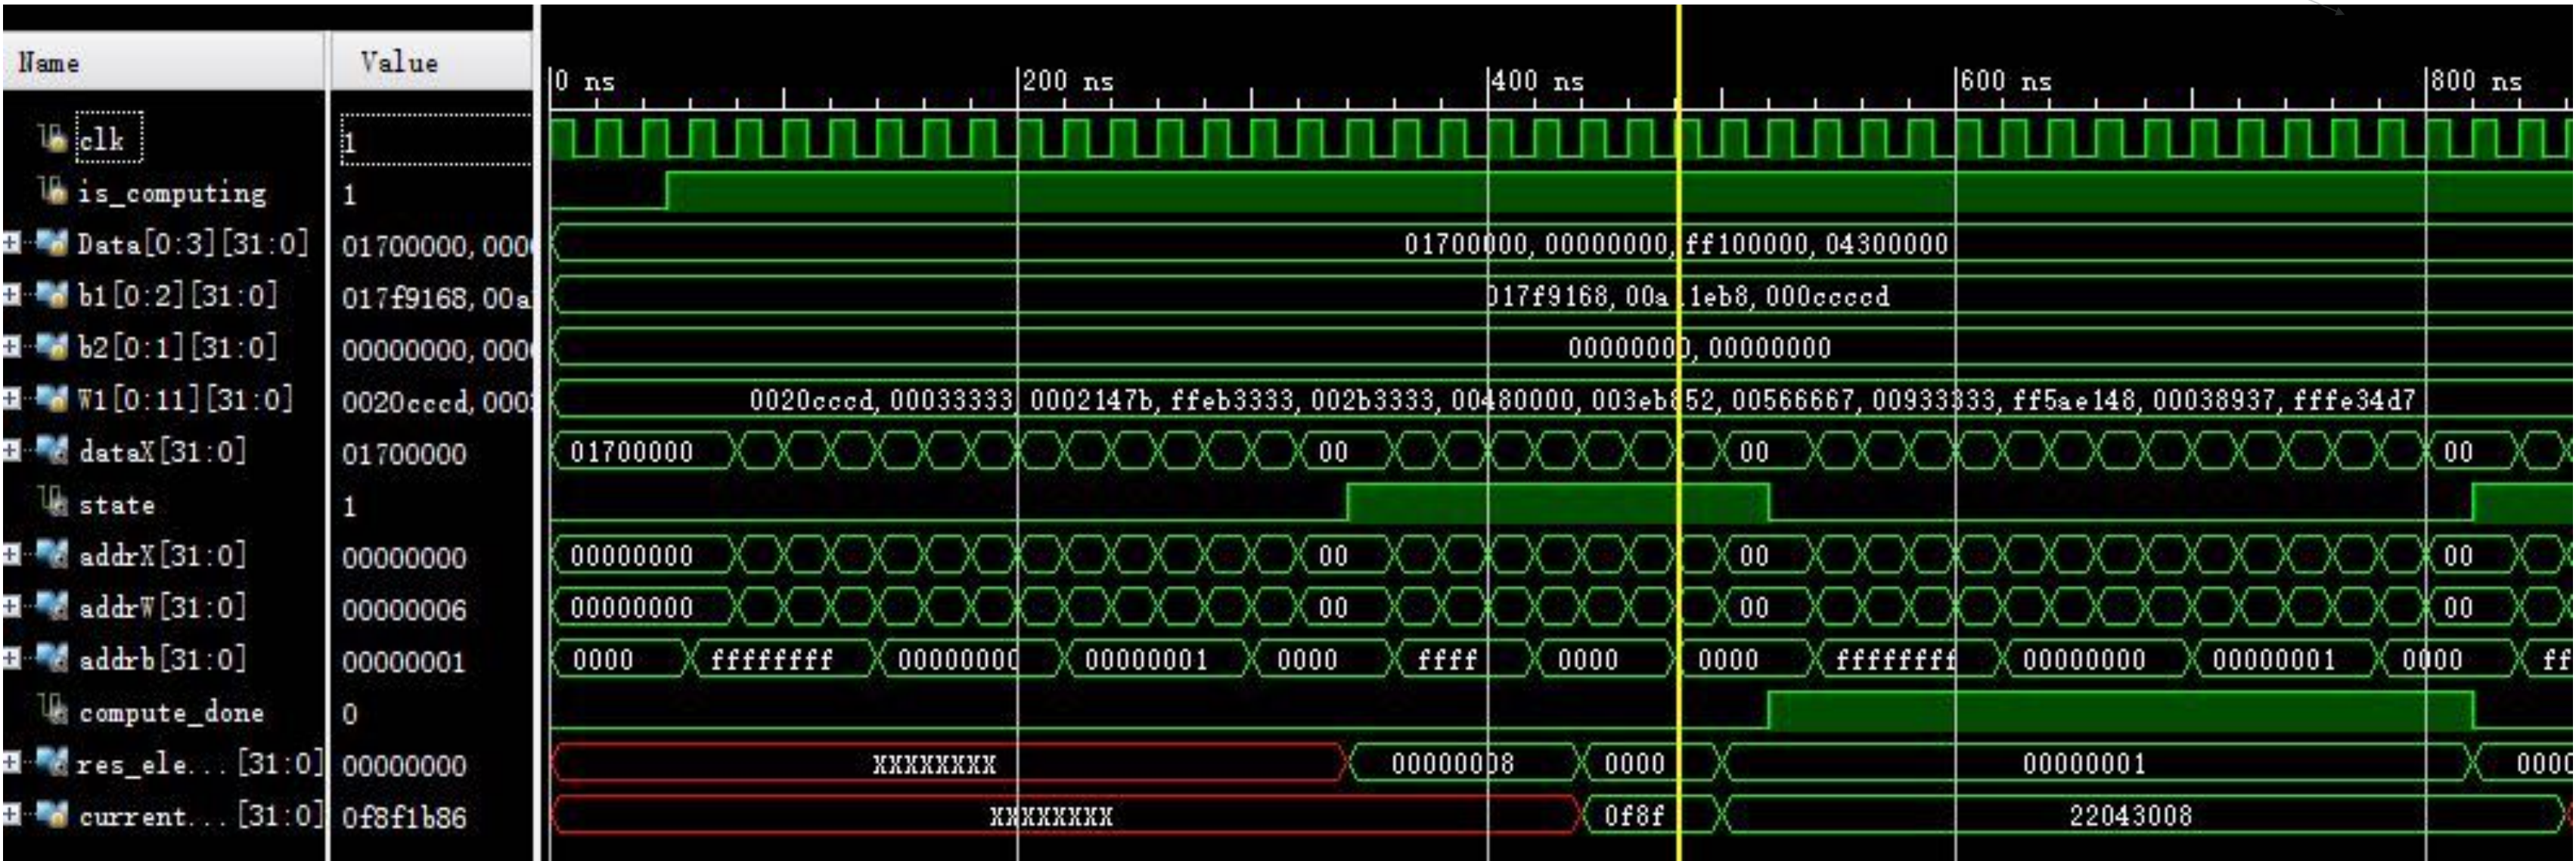 Name Value 0 ns 200 ns 400 ns 600 ns 800 ns
clk 1
is_computing 1
Data[0:3][31:0] 01700000,000 01700000,00000000,ff100000,04300000
b1[0:2][31:0] 017f9168,00a 017f9168,00a 1eb8,000ccccd
b2[0:1][31:0] 00000000,000 00000000,00000000
W1[0:11][31:0] 0020cccd,000 0020cccd,00033333,0002147b,ffeb3333,002b3333,00480000,003eb852,00566667,00933333,ff5ae148,00038937,fffe34d7
dataX[31:0] 01700000 01700000 00 00 00
state 1
addrX[31:0] 00000000 00000000 00 00 00
addrW[31:0] 00000006 00000000 00 00 00
addrb[31:0] 00000001 0000 ffffffff 00000000 00000001 0000 ffff 0000 0000 ffffffff 00000000 00000001 0000 ff
compute_done 0
res_ele...[31:0] 00000000 XXXXXXXX 00000008 0000 00000001 0000
current...[31:0] 0f8f1b86 XXXXXXXX 0f8f 22043008